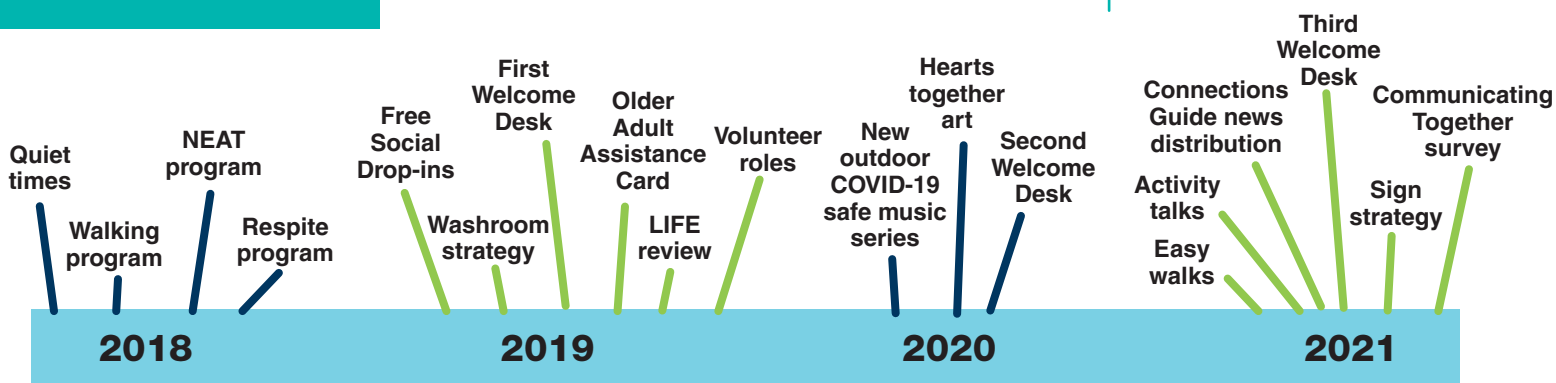 Quiet
times
Walking
program
NEAT
program
Respite
program
Free
Social
Drop-ins
Washroom
strategy
First
Welcome
Desk
Older
Adult
Assistance
Card
LIFE
review
Volunteer
roles
New
outdoor
COVID-19
safe music
series
Hearts
together
art
Second
Welcome
Desk
Easy
walks
Activity
talks
Connections
Guide news
distribution
Third
Welcome
Desk
Sign
strategy
Communicating
Together
survey
2018
2019
2020
2021